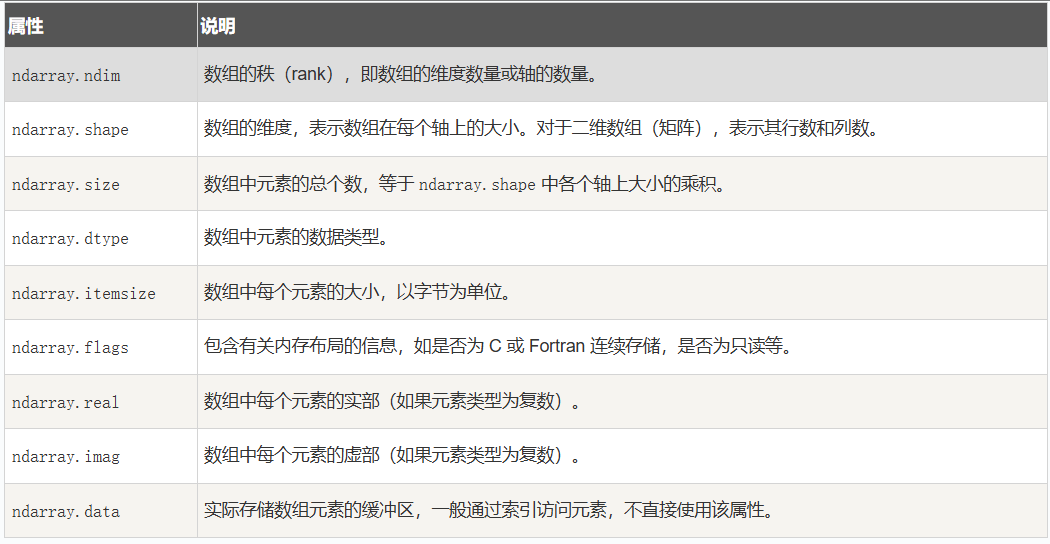 属性 说明
ndarray.ndim 数组的秩（rank），即数组的维度数量或轴的数量。
ndarray.shape 数组的维度，表示数组在每个轴上的大小。对于二维数组（矩阵），表示其行数和列数。
ndarray.size 数组中元素的总个数，等于 ndarray.shape 中各个轴上大小的乘积。
ndarray.dtype 数组中元素的数据类型。
ndarray.itemsize 数组中每个元素的大小，以字节为单位。
ndarray.flags 包含有关内存布局的信息，如是否为 C 或 Fortran 连续存储，是否为只读等。
ndarray.real 数组中每个元素的实部（如果元素类型为复数）。
ndarray.imag 数组中每个元素的虚部（如果元素类型为复数）。
ndarray.data 实际存储数组元素的缓冲区，一般通过索引访问元素，不直接使用该属性。